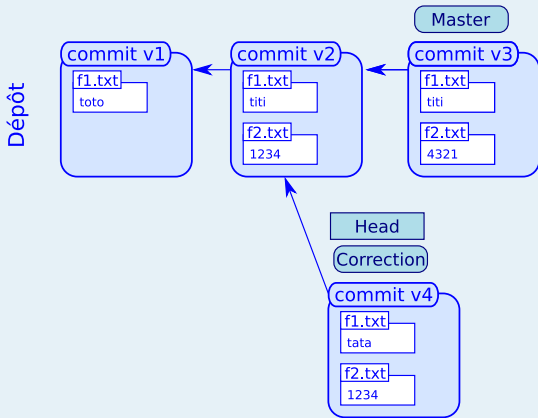 Master
commit v1
commit v2
commit v3
f1.txt
toto
f1.txt
titi
f2.txt
1234
f1.txt
titi
f2.txt
4321
Dépôt
Head
Correction
commit v4
f1.txt
tata
f2.txt
1234